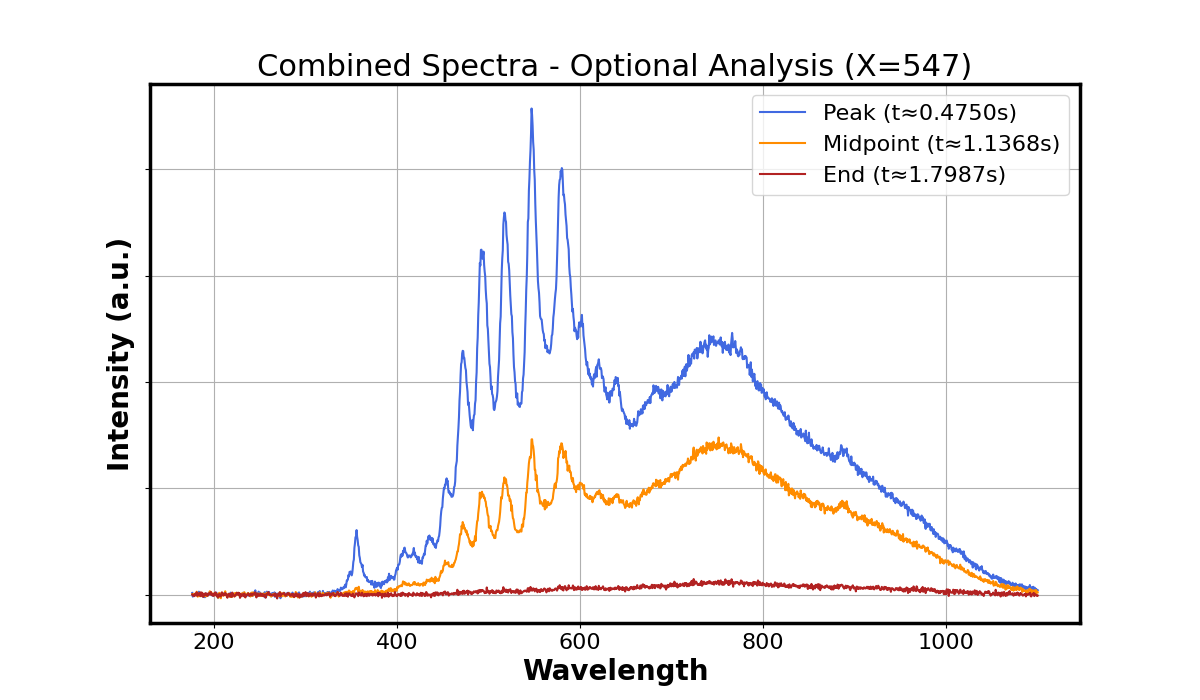 Combined Spectra - Optional Analysis (X=547)
Peak (t≈0.4750s)
Midpoint (t≈1.1368s)
End (t≈1.7987s)
Intensity (a.u.)
200 400 600 800 1000
Wavelength